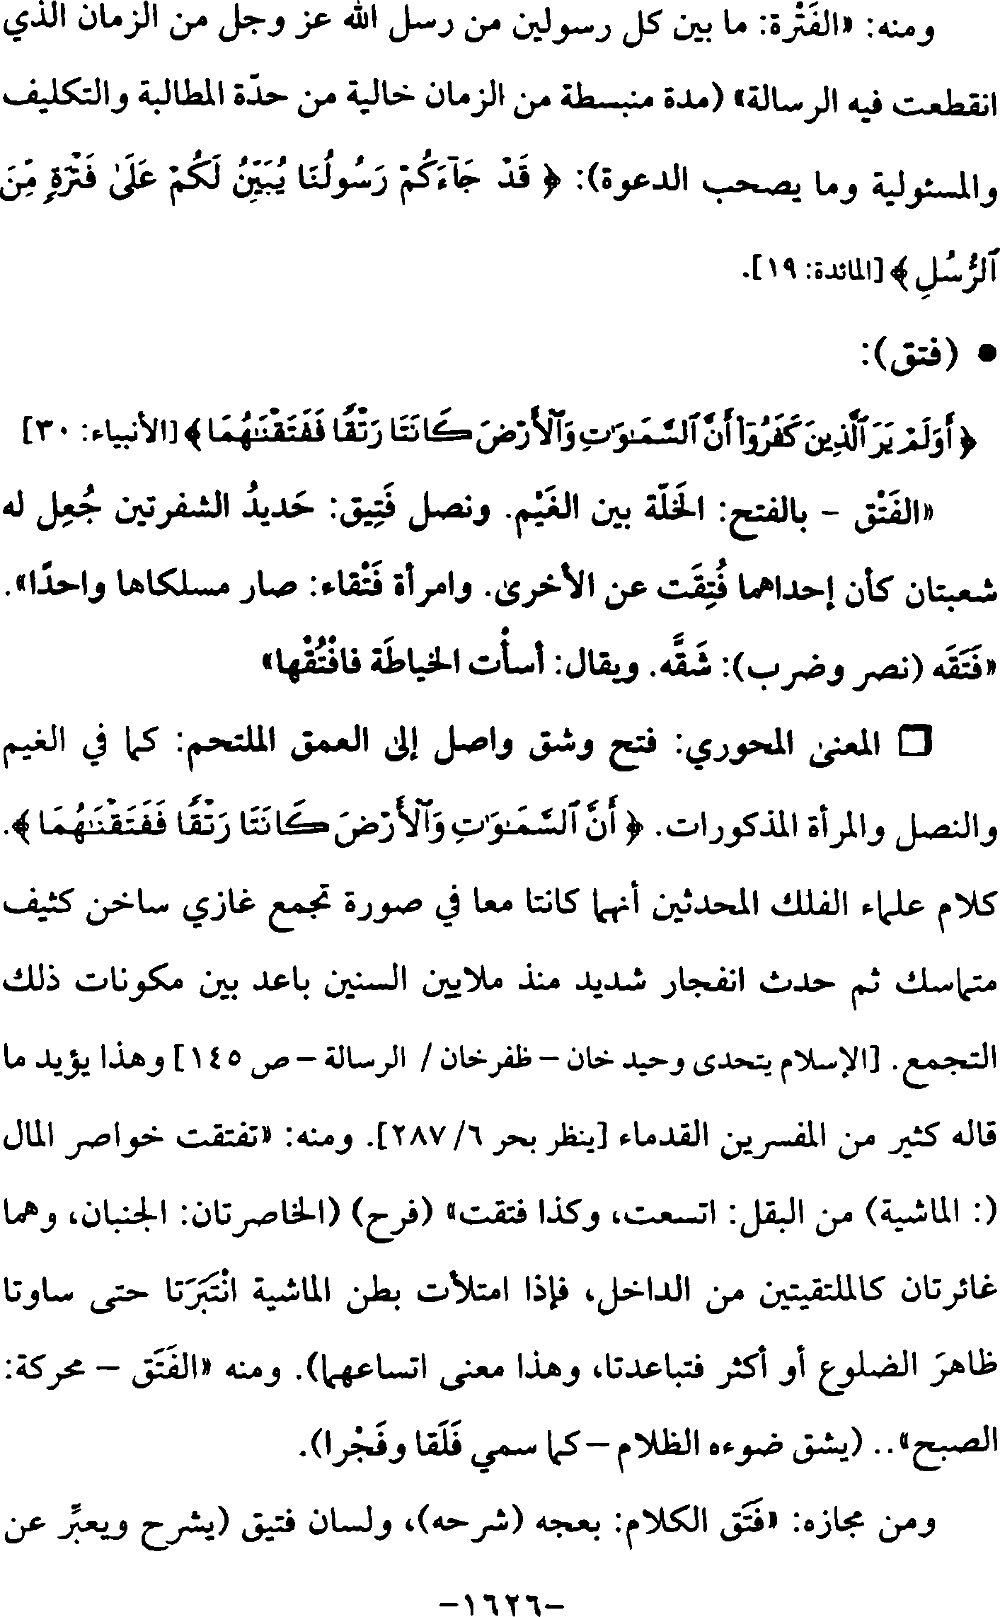 ومنه: «الفَتْرة: ما بين كل رسولين من رسل الله عز وجل من الزمان الذي
انقطعت فيه الرسالة» (مدة منبسطة من الزمان خالية من حدّة المطالبة والتكليف
والمسئولية وما يصحب الدعوة): ﴿ قَدْ جَآءَكُمْ رَسُولُنَا يُبَيِّنُ لَكُمْ عَلَىٰ فَتْرَةٍ مِّنَ
ٱلرُّسُلِ ﴾ [المائدة: ١٩].
● (فتق):
﴿ أَوَلَمْ يَرَ ٱلَّذِينَ كَفَرُوٓا۟ أَنَّ ٱلسَّمَـٰوَٰتِ وَٱلْأَرْضَ كَانَتَا رَتْقًا فَفَتَقْنَـٰهُمَا ﴾ [الأنبياء: ٣٠]
«الفَتْق – بالفتح: الخَلّة بين الغَيْم. ونصل فَتِيق: حَديدُ الشفرتين جُعِل له
شعبتان كأن إحداهما فُتِقَت عن الأخرى. وامرأة فَتْقاء: صار مسلكاها واحدًا».
«فَتَقَه (نصر وضرب): شَقَّه. ويقال: أسأْت الخياطَة فافْتُقْها»
❒ المعنى المحوري: فتح وشق واصل إلى العمق الملتحم: كما في الغيم
والنصل والمرأة المذكورات. ﴿ أَنَّ ٱلسَّمَـٰوَٰتِ وَٱلْأَرْضَ كَانَتَا رَتْقًا فَفَتَقْنَـٰهُمَا ﴾.
كلام علماء الفلك المحدثين أنهما كانتا معا في صورة تجمع غازي ساخن كثيف
متماسك ثم حدث انفجار شديد منذ ملايين السنين باعد بين مكونات ذلك
التجمع. [الإسلام يتحدى وحيد خان – ظفرخان / الرسالة – ص ١٤٥] وهذا يؤيد ما
قاله كثير من المفسرين القدماء [ينظر بحر ٦/ ٢٨٧]. ومنه: «تفتقت خواصر المال
(: الماشية) من البقل: اتسعت، وكذا فتقت» (فرح) (الخاصرتان: الجنبان، وهما
غائرتان كالملتقيتين من الداخل، فإذا امتلأت بطن الماشية انْتَبَرَتا حتى ساوتا
ظاهرَ الضلوع أو أكثر فتباعدتا، وهذا معنى اتساعهما). ومنه «الفَتَق – محركة:
الصبح».. (يشق ضوءه الظلام – كما سمي فَلَقا وفَجْرا).
ومن مجازه: «فَتَق الكلام: بعجه (شرحه)، ولسان فتيق (يشرح ويعبِّر عن
-١٦٢٦-